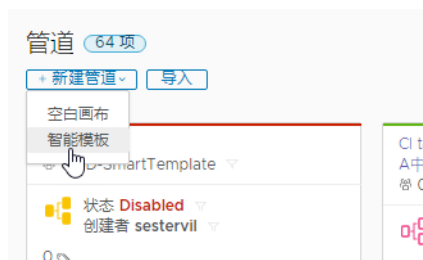 管道 64 项
+ 新建管道
导入
空白画布
智能模板
D-SmartTemplate
状态 Disabled
创建者 sestervil
CI t
A中